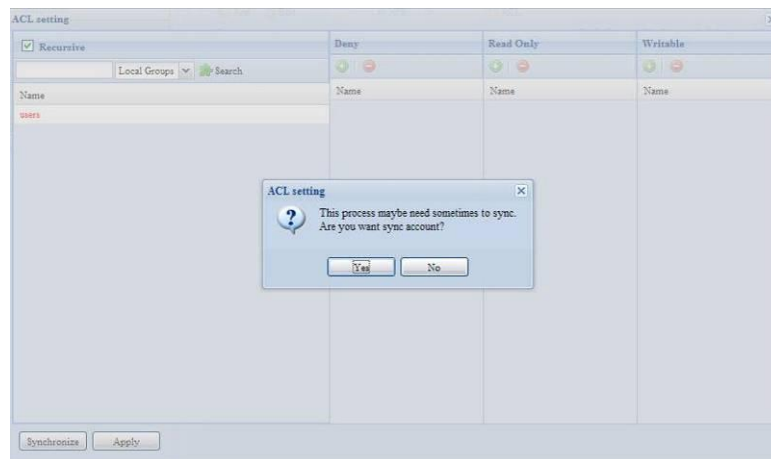 ACL setting
Recursive
Deny
Read Only
Writable
Local Groups
Search
Name
Name
Name
Name
users
ACL setting
This process maybe need sometimes to sync.
Are you want sync account?
Yes
No
Synchronize
Apply